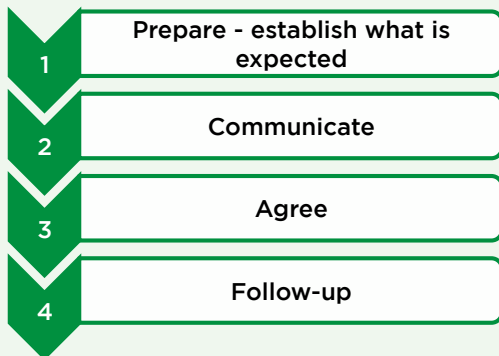 1
Prepare - establish what is
expected
2
Communicate
3
Agree
4
Follow-up